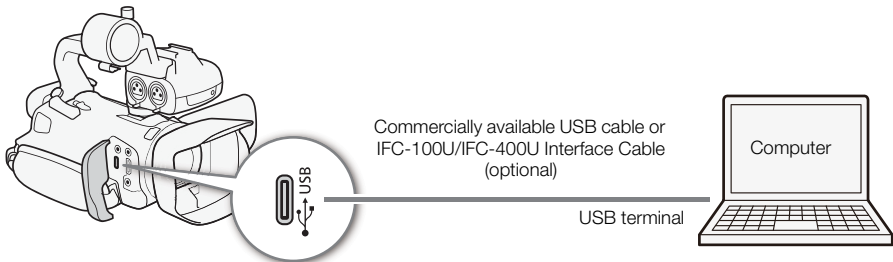 Commercially available USB cable or
IFC-100U/IFC-400U Interface Cable
(optional)
Computer
USB
USB terminal